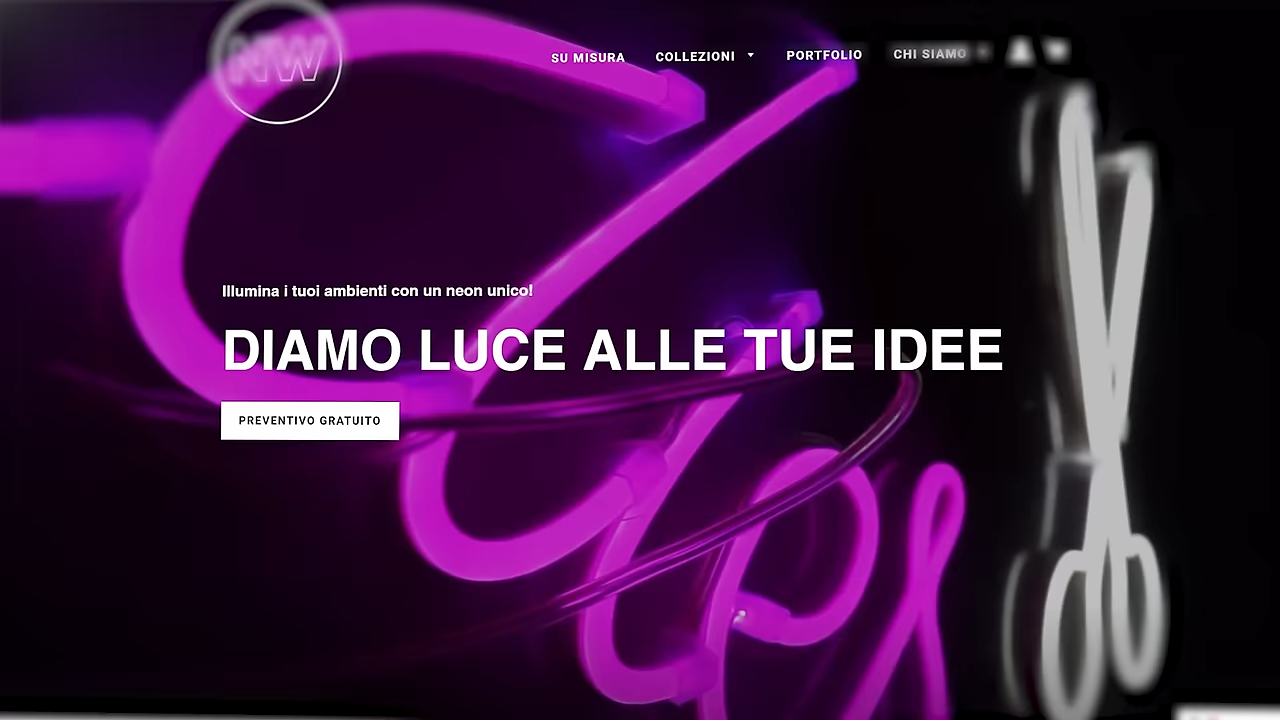 NW
SU MISURA COLLEZIONI PORTFOLIO CHI SIAMO
Illumina i tuoi ambienti con un neon unico!
DIAMO LUCE ALLE TUE IDEE
PREVENTIVO GRATUITO